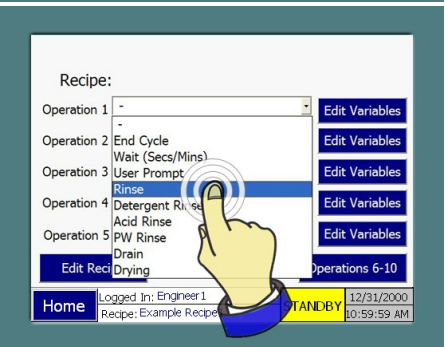 Recipe:
Operation 1 - Edit Variables
-
Operation 2 End Cycle Edit Variables
Wait (Secs/Mins)
Operation 3 User Prompt Edit Variables
Rinse
Operation 4 Detergent Rinse Edit Variables
Acid Rinse
Operation 5 PW Rinse Edit Variables
Drain
Edit Reci Drying Operations 6-10
Home Logged In: Engineer1 STANDBY 12/31/2000
Recipe: Example Recipe 10:59:59 AM